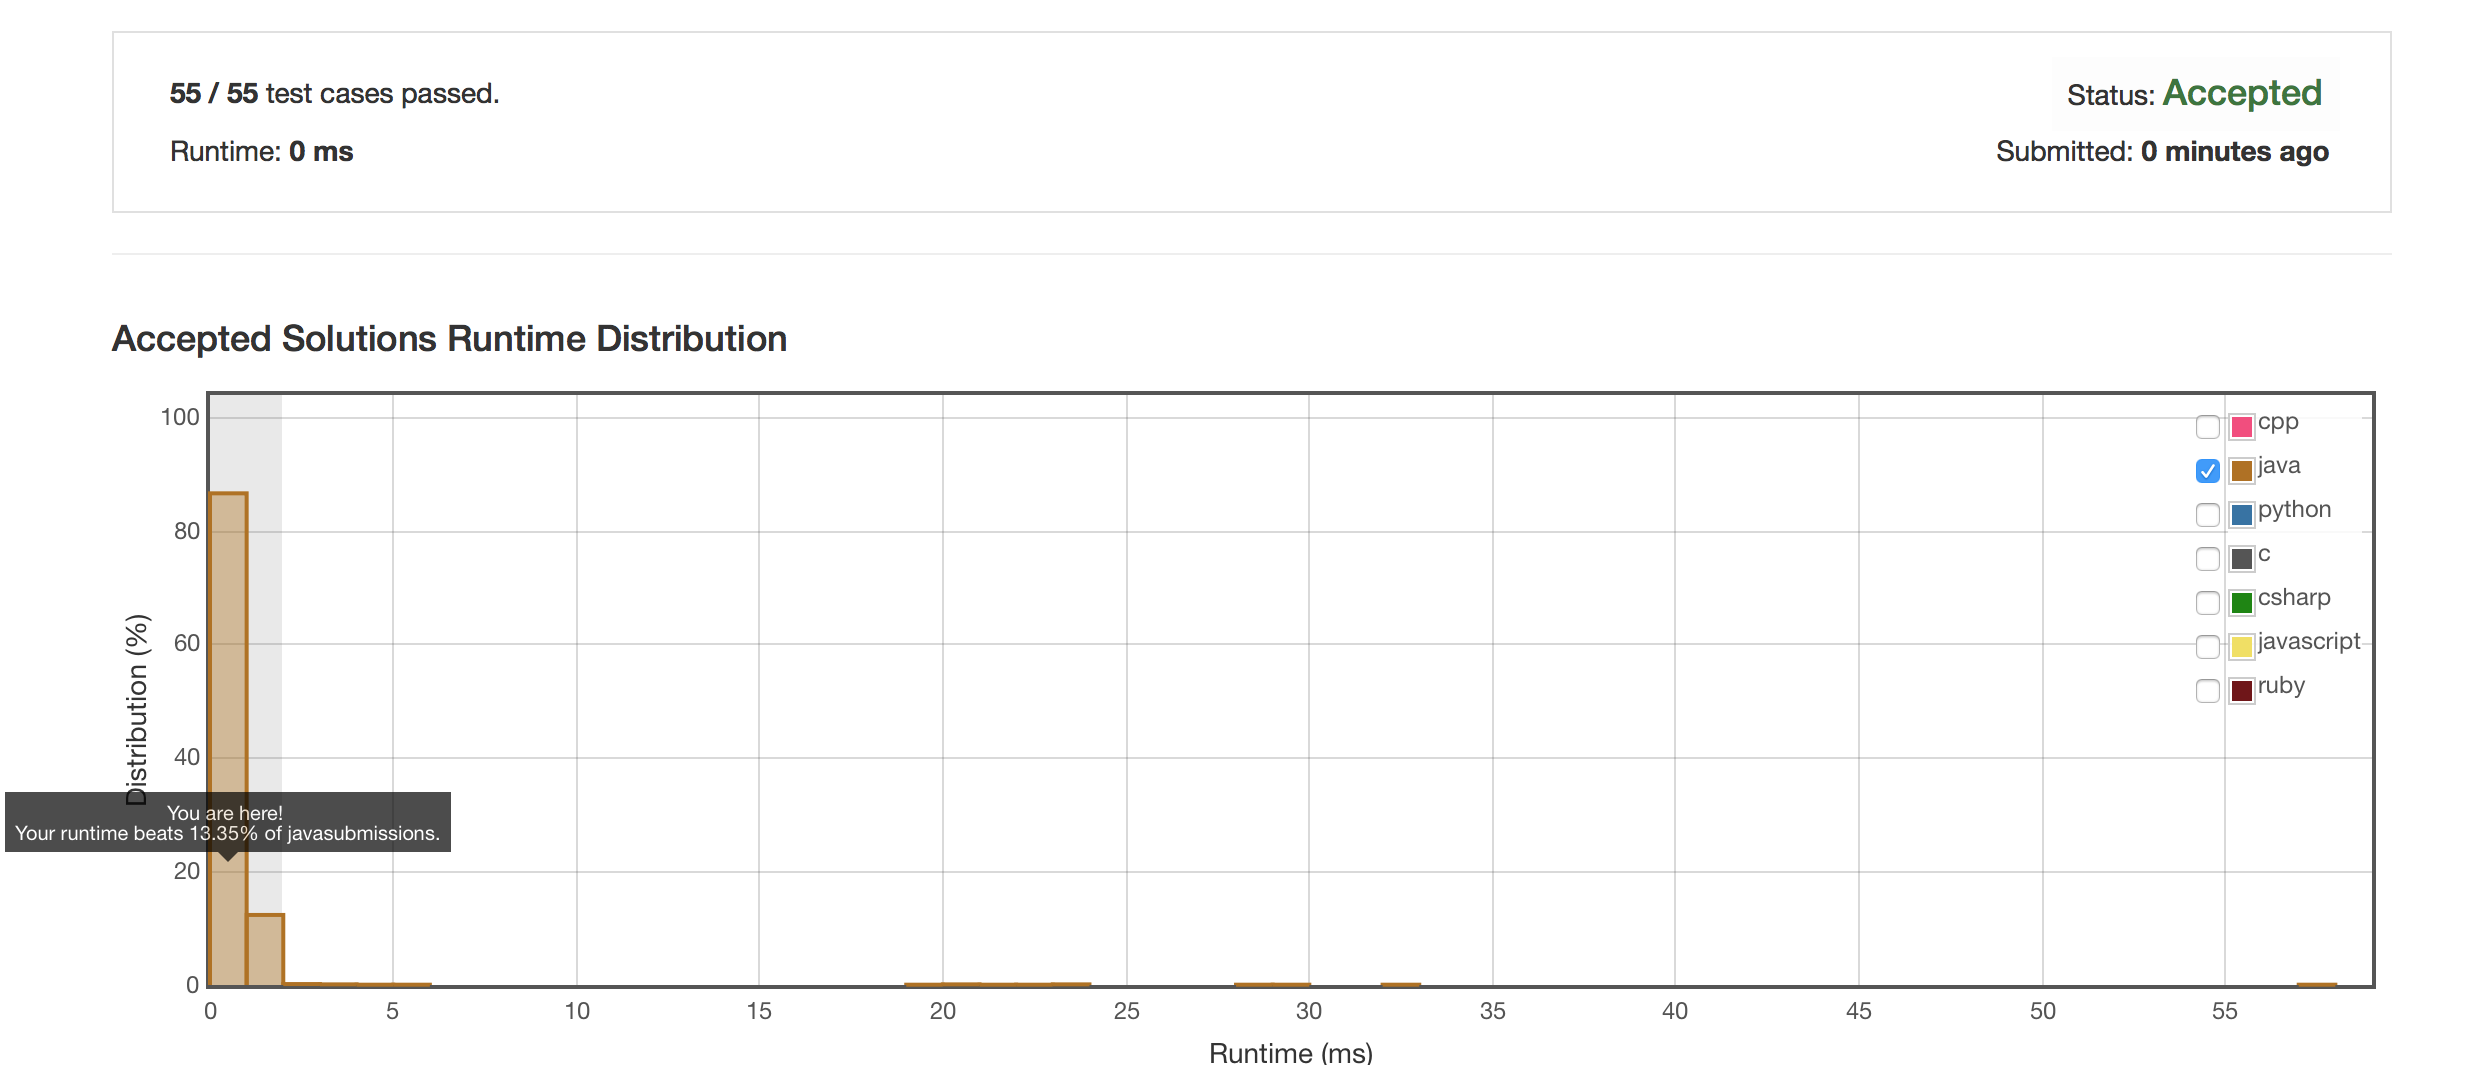 55 / 55 test cases passed.
Status: Accepted
Runtime: 0 ms
Submitted: 0 minutes ago
Accepted Solutions Runtime Distribution
Distribution (%)
100
80
60
40
20
0
You are here!
Your runtime beats 13.35% of javasubmissions.
cpp
java
python
c
csharp
javascript
ruby
0 5 10 15 20 25 30 35 40 45 50 55
Runtime (ms)